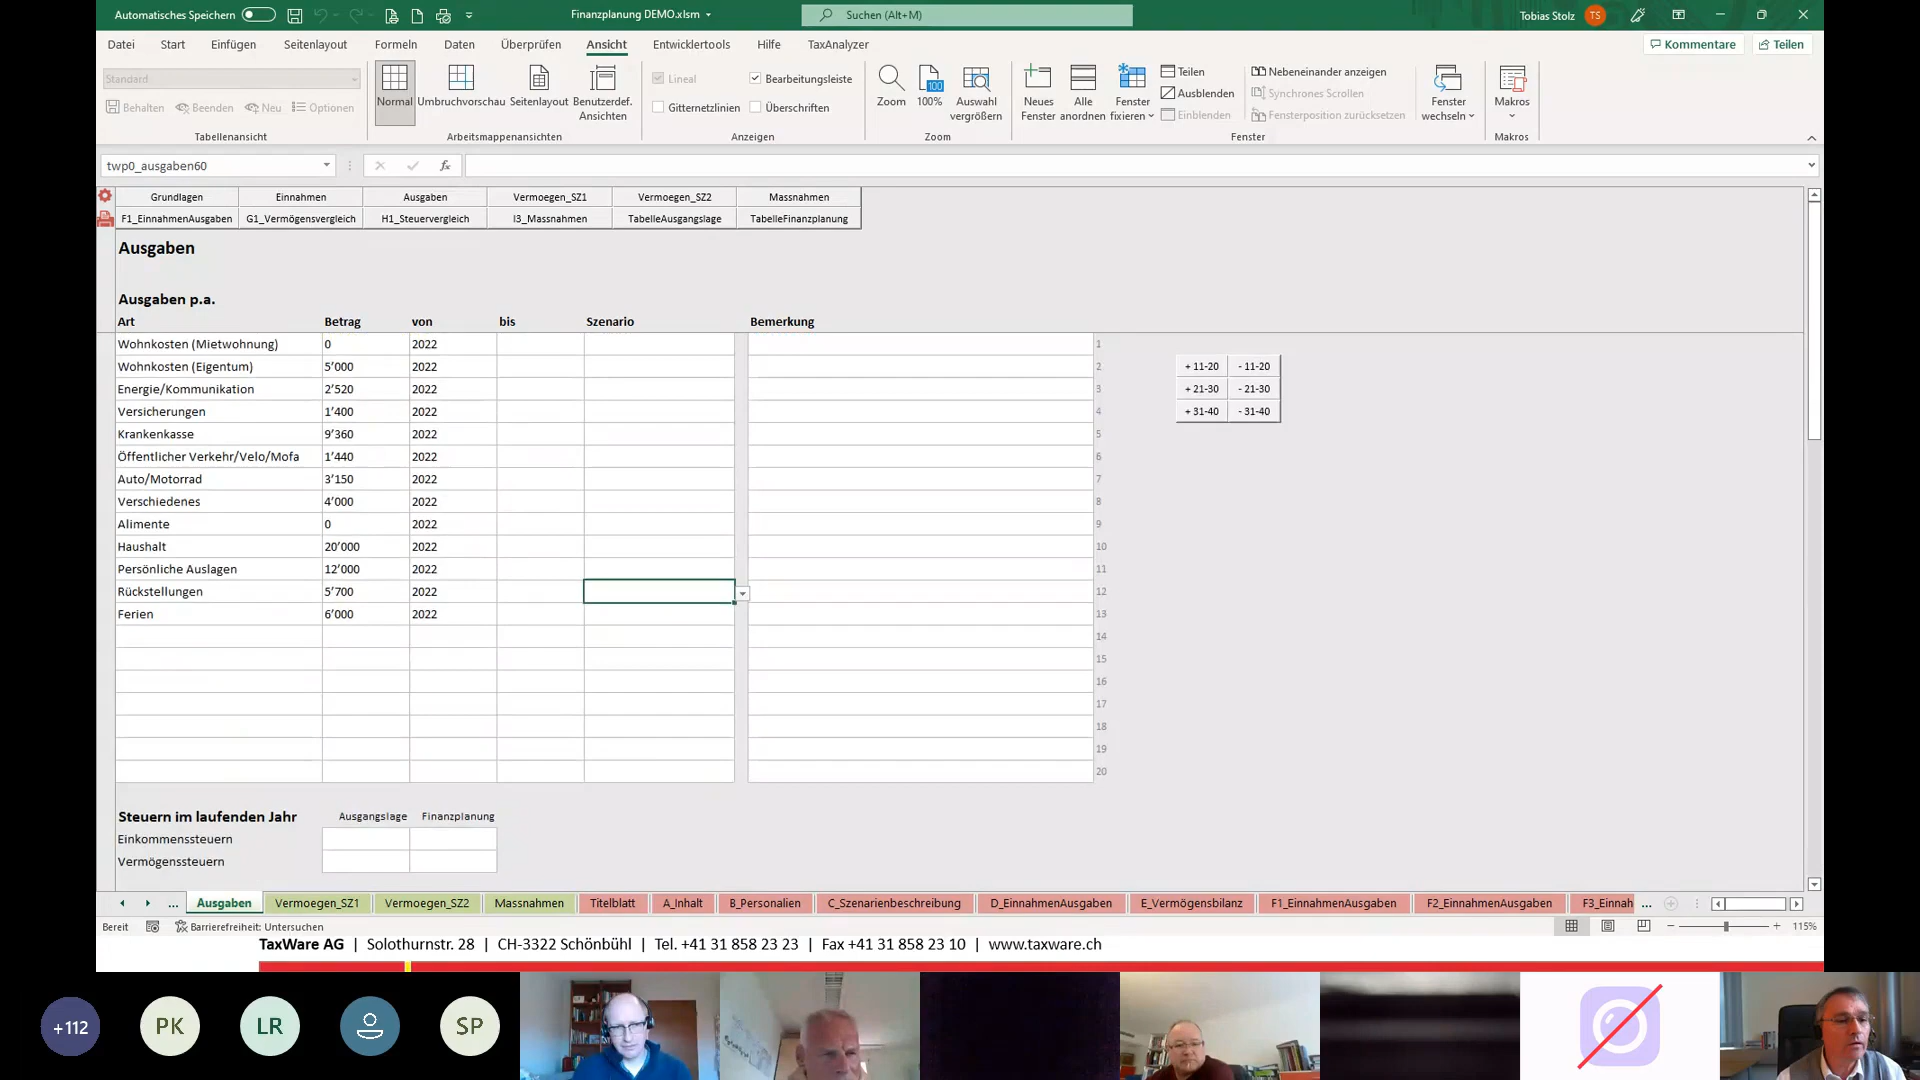 Automatisches Speichern
Finanzplanung DEMO.xlsm
Suchen (Alt+M)
Tobias Stolz
TS
Datei Start Einfügen Seitenlayout Formeln Daten Überprüfen Ansicht Entwicklertools Hilfe TaxAnalyzer
Kommentare Teilen
Standard
Behalten Beenden Neu Optionen
Tabellenansicht
Normal Umbruchvorschau Seitenlayout Benutzerdef. Ansichten
Arbeitsmappenansichten
Lineal Bearbeitungsleiste
Gitternetzlinien Überschriften
Anzeigen
Zoom 100% Auswahl vergrößern
100
Zoom
Neues Fenster Alle anordnen Fenster fixieren
Teilen
Ausblenden
Einblenden
Nebeneinander anzeigen
Synchrones Scrollen
Fensterposition zurücksetzen
Fenster wechseln
Fenster
Makros
Makros
twp0_ausgaben60
fx
Grundlagen Einnahmen Ausgaben Vermoegen_SZ1 Vermoegen_SZ2 Massnahmen
F1_EinnahmenAusgaben G1_Vermögensvergleich H1_Steuervergleich I3_Massnahmen TabelleAusgangslage TabelleFinanzplanung
Ausgaben
Ausgaben p.a.
Art Betrag von bis Szenario Bemerkung
Wohnkosten (Mietwohnung) 0 2022 1
Wohnkosten (Eigentum) 5’000 2022 2 + 11-20 - 11-20
Energie/Kommunikation 2’520 2022 3 + 21-30 - 21-30
Versicherungen 1’400 2022 4 + 31-40 - 31-40
Krankenkasse 9’360 2022 5
Öffentlicher Verkehr/Velo/Mofa 1’440 2022 6
Auto/Motorrad 3’150 2022 7
Verschiedenes 4’000 2022 8
Alimente 0 2022 9
Haushalt 20’000 2022 10
Persönliche Auslagen 12’000 2022 11
Rückstellungen 5’700 2022 12
Ferien 6’000 2022 13
14
15
16
17
18
19
20
Steuern im laufenden Jahr Ausgangslage Finanzplanung
Einkommenssteuern
Vermögenssteuern
... Ausgaben Vermoegen_SZ1 Vermoegen_SZ2 Massnahmen Titelblatt A_Inhalt B_Personalien C_Szenarienbeschreibung D_EinnahmenAusgaben E_Vermögensbilanz F1_EinnahmenAusgaben F2_EinnahmenAusgaben F3_Einnah ...
Bereit Barrierefreiheit: Untersuchen 115%
TaxWare AG | Solothurnstr. 28 | CH-3322 Schönbühl | Tel. +41 31 858 23 23 | Fax +41 31 858 23 10 | www.taxware.ch
+112 PK LR SP